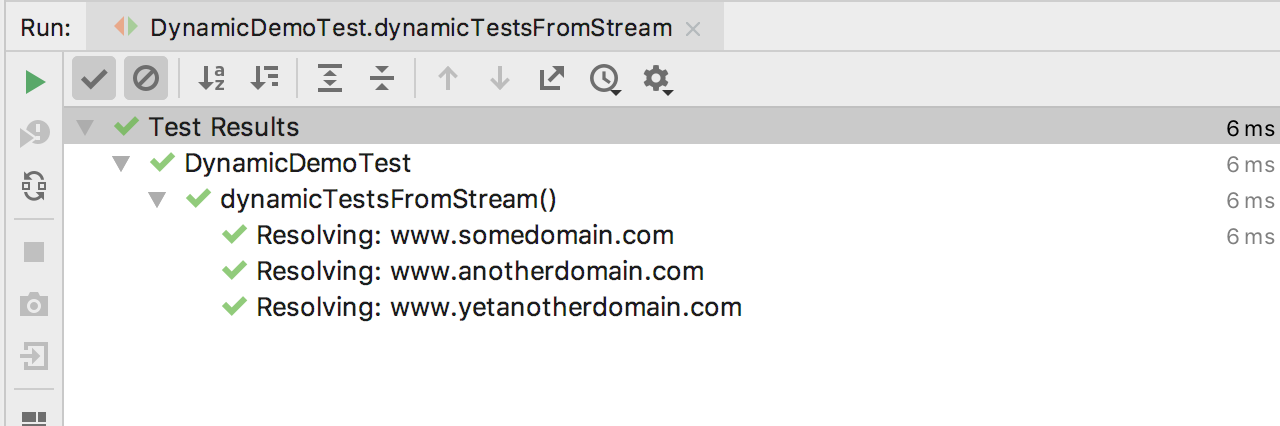 Run: DynamicDemoTest.dynamicTestsFromStream
Test Results 6 ms
DynamicDemoTest 6 ms
dynamicTestsFromStream() 6 ms
Resolving: www.somedomain.com 6 ms
Resolving: www.anotherdomain.com
Resolving: www.yetanotherdomain.com